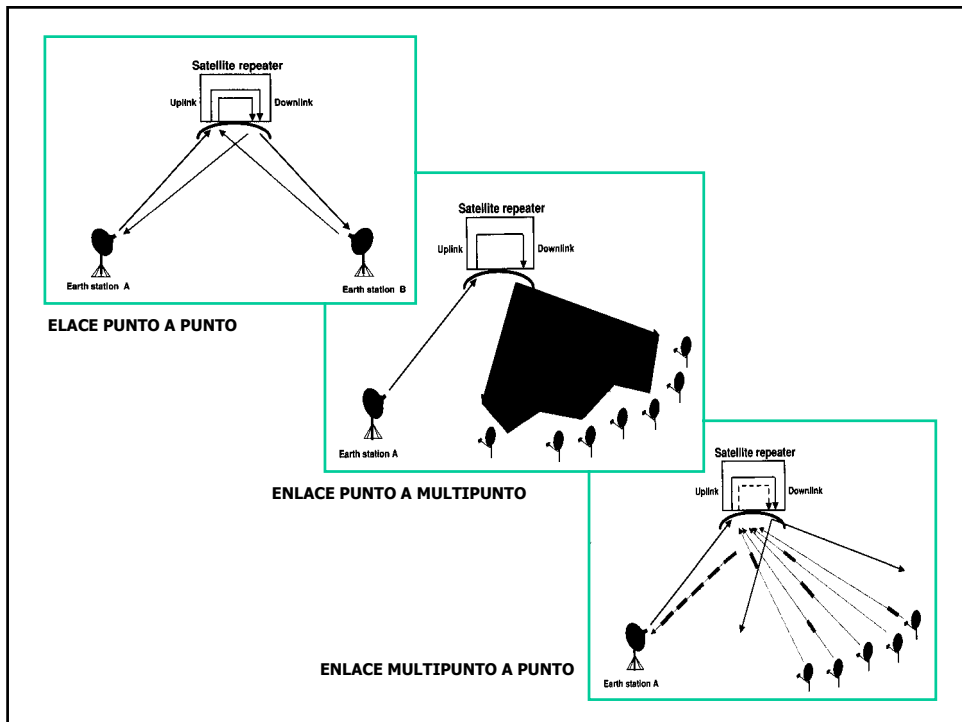 Satellite repeater
Uplink
Downlink
Earth station A
Earth station B
ELACE PUNTO A PUNTO
Satellite repeater
Uplink
Downlink
Earth station A
ENLACE PUNTO A MULTIPUNTO
Satellite repeater
Uplink
Downlink
Earth station A
ENLACE MULTIPUNTO A PUNTO